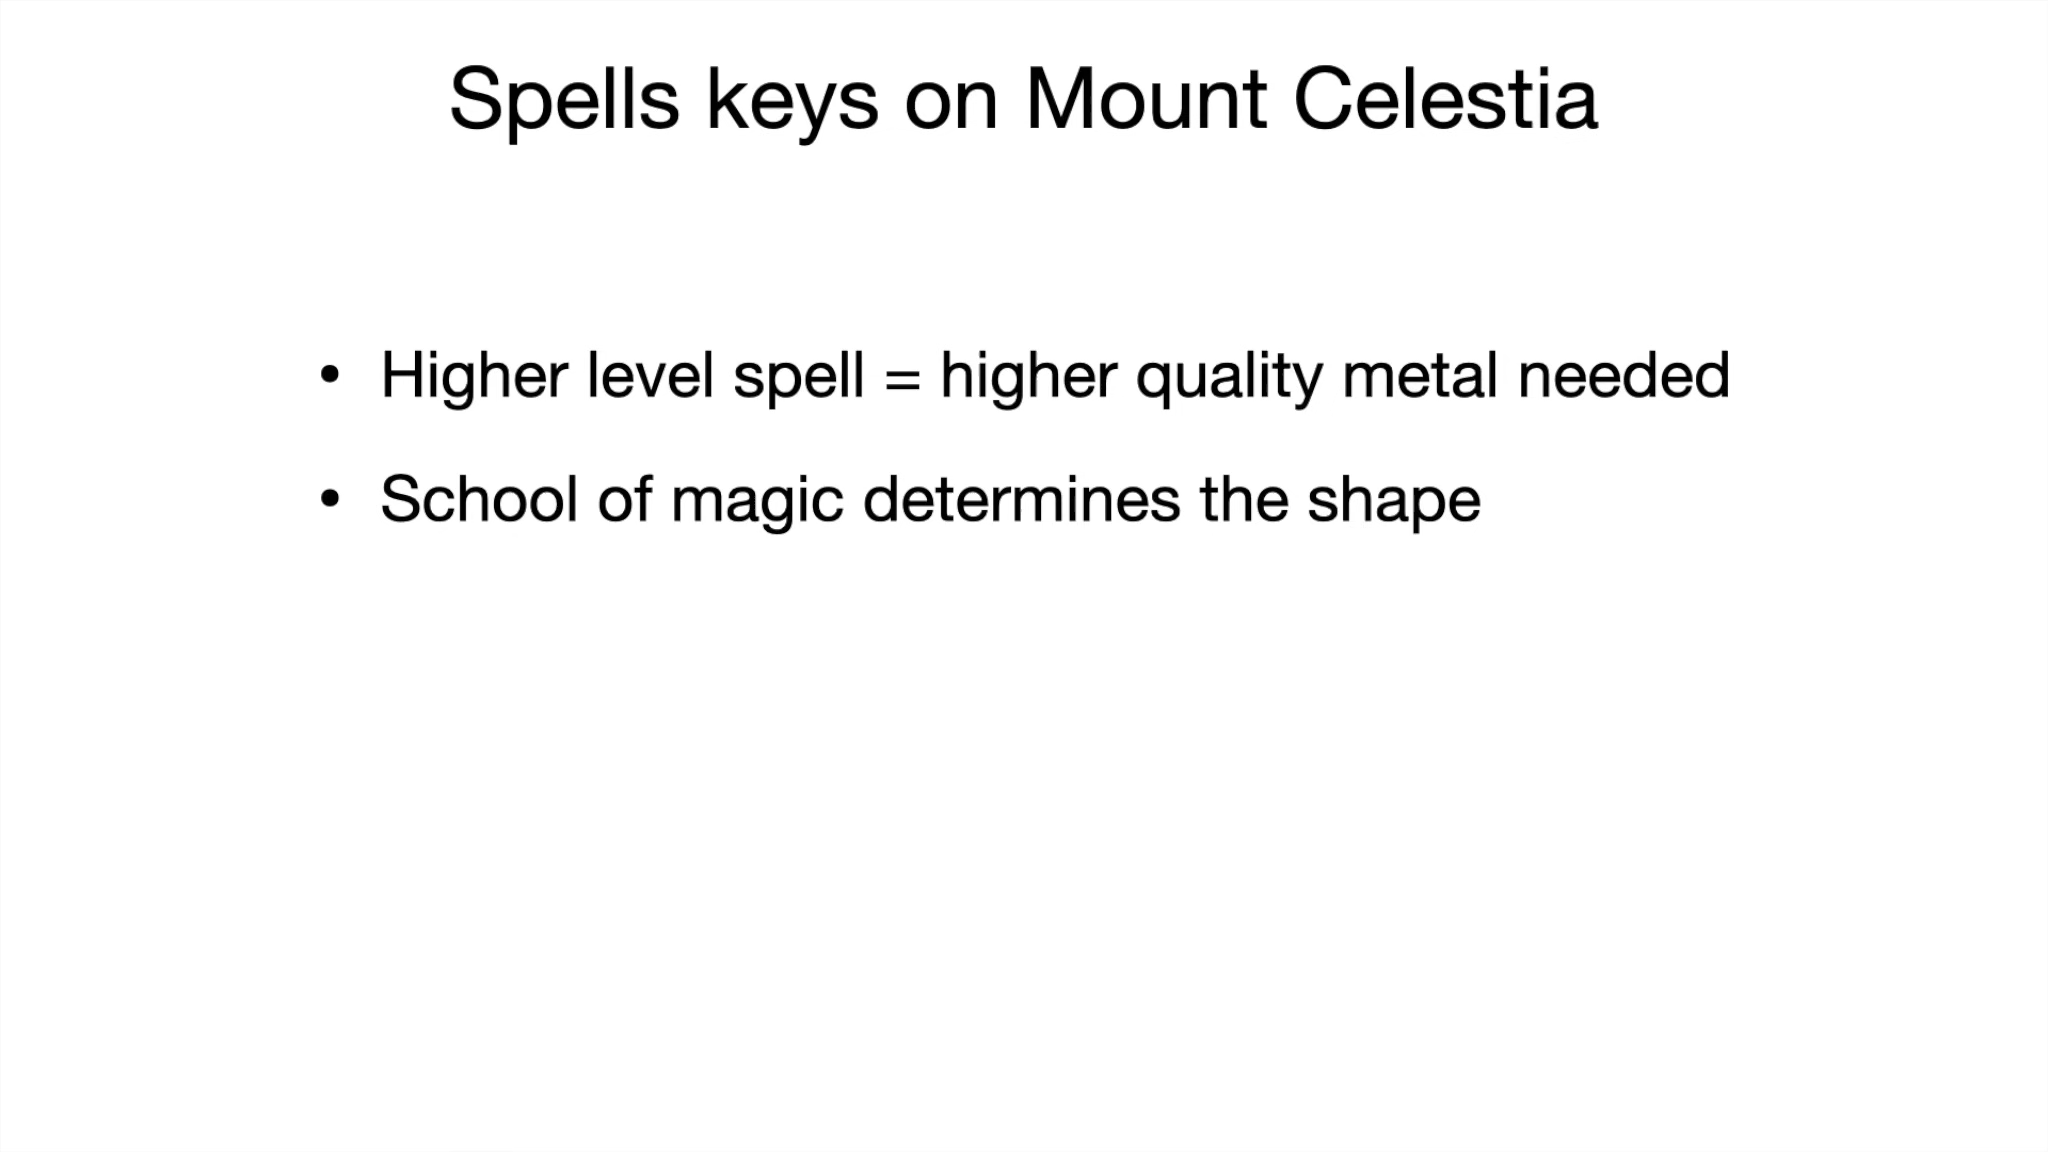 Spells keys on Mount Celestia
• Higher level spell = higher quality metal needed
• School of magic determines the shape